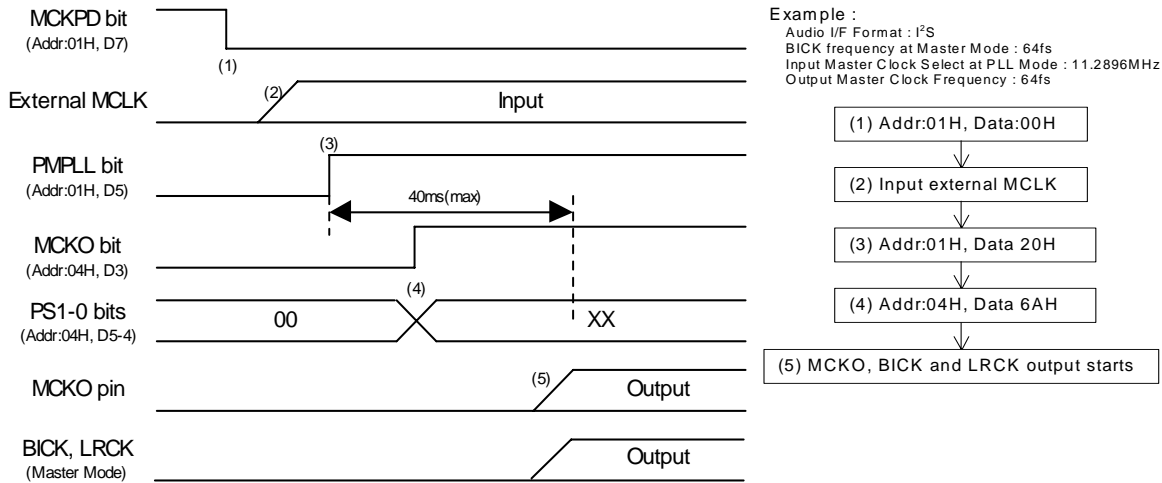 MCKPD bit
(Addr:01H, D7)
(1)
External MCLK
(2)
Input
(3)
PMPLL bit
(Addr:01H, D5)
40ms(max)
MCKO bit
(Addr:04H, D3)
(4)
PS1-0 bits
(Addr:04H, D5-4)
00
XX
MCKO pin
(5)
Output
BICK, LRCK
(Master Mode)
Output
Example :
Audio I/F Format : I²S
BICK frequency at Master Mode : 64fs
Input Master Clock Select at PLL Mode : 11.2896MHz
Output Master Clock Frequency : 64fs
(1) Addr:01H, Data:00H
(2) Input external MCLK
(3) Addr:01H, Data 20H
(4) Addr:04H, Data 6AH
(5) MCKO, BICK and LRCK output starts